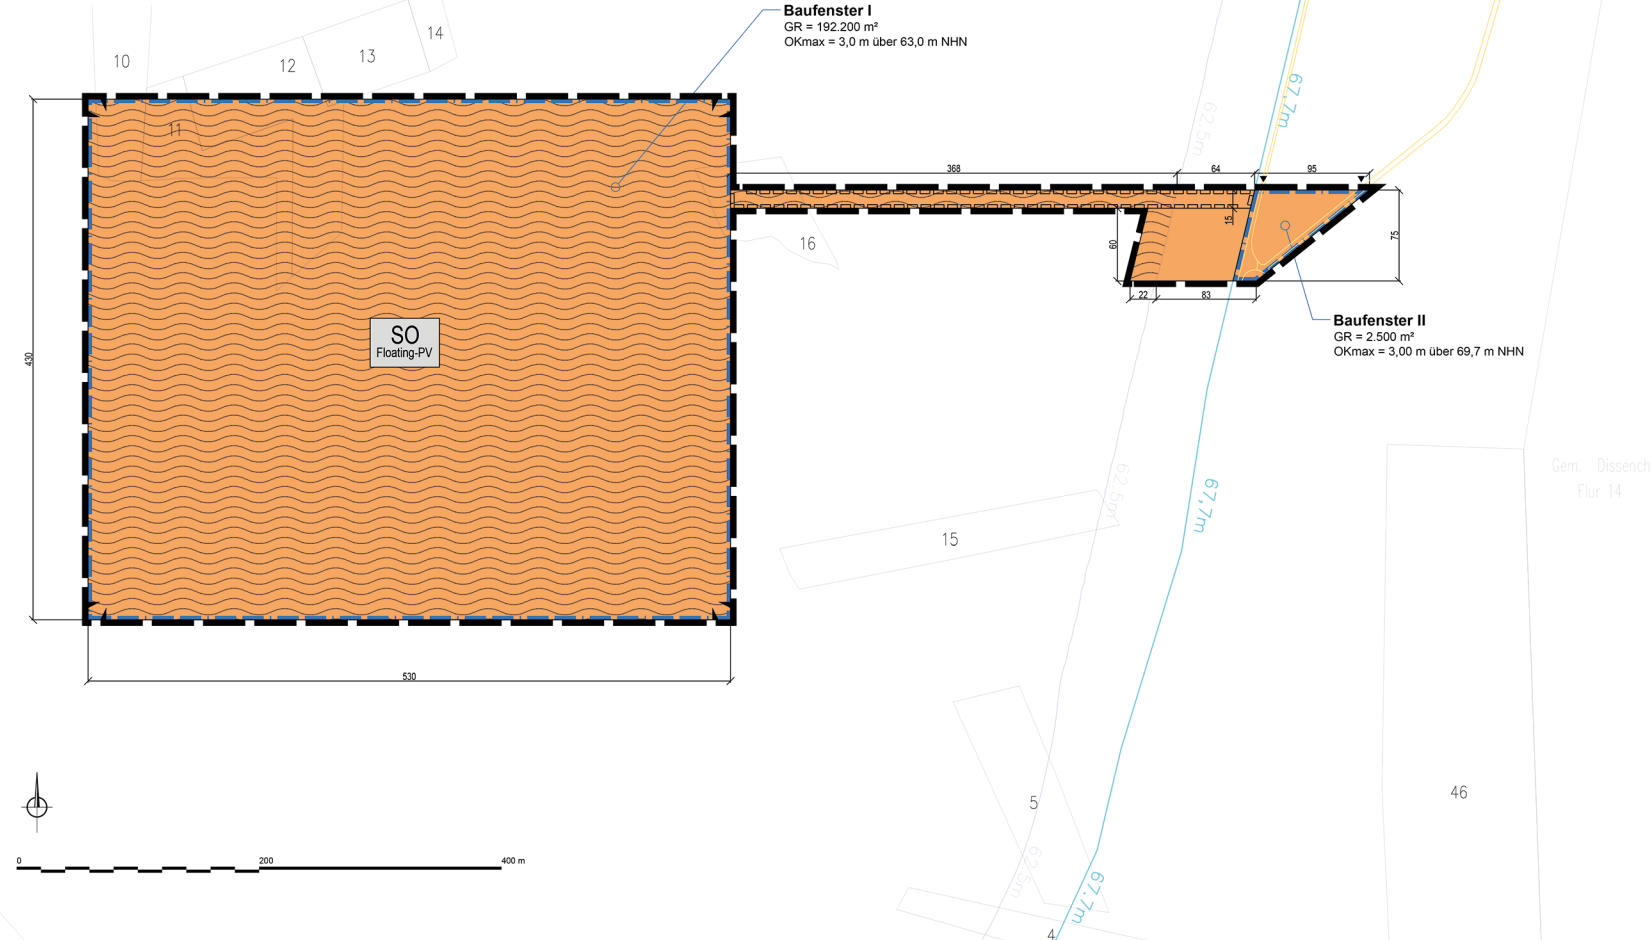 Baufenster I
GR = 192.200 m²
OKmax = 3,0 m über 63,0 m NHN
14
13
12
10
11
67,7m
62,5m
368
64
95
15
60
75
16
22
83
Baufenster II
GR = 2.500 m²
OKmax = 3,00 m über 69,7 m NHN
SO
Floating-PV
430
530
62,5m
67,7m
Gem. Dissench
Flur 14
15
46
5
62,5m
67,7m
4
0
200
400 m